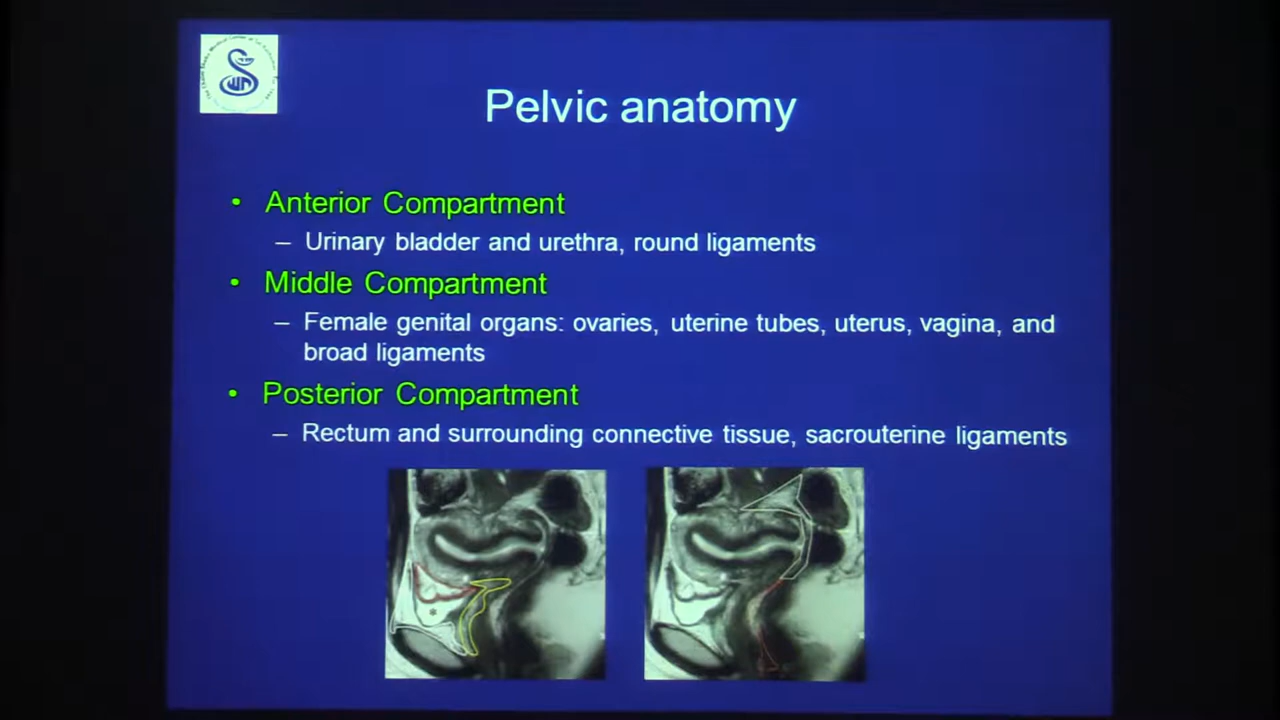 Pelvic anatomy
• Anterior Compartment
– Urinary bladder and urethra, round ligaments
• Middle Compartment
– Female genital organs: ovaries, uterine tubes, uterus, vagina, and
broad ligaments
• Posterior Compartment
– Rectum and surrounding connective tissue, sacrouterine ligaments
*